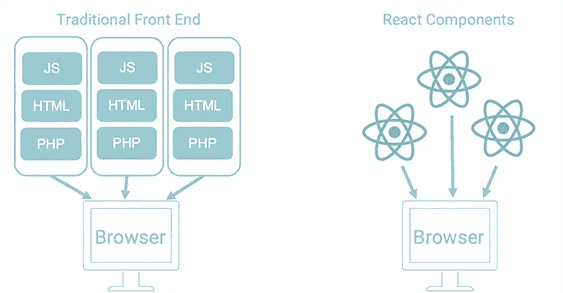 Traditional Front End
React Components
JS
JS
JS
HTML
HTML
HTML
PHP
PHP
PHP
Browser
Browser